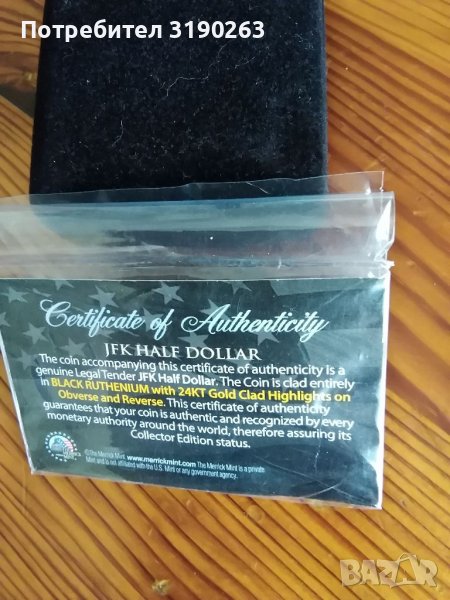 Потребител 3190263
Certificate of Authenticity
JFK HALF DOLLAR
The coin accompanying this certificate of authenticity is a
genuine Legal Tender JFK Half Dollar. The Coin is clad entirely
in BLACK RUTHENIUM with 24KT Gold Clad Highlights on
Obverse and Reverse. This certificate of authenticity
guarantees that your coin is authentic and recognized by every
monetary authority around the world, therefore assuring its
Collector Edition status.
©The Merrick Mint www.merrickmint.com The Merrick Mint is a private
Mint and is not affiliated with the U.S. Mint or any government agency.
BAZAR